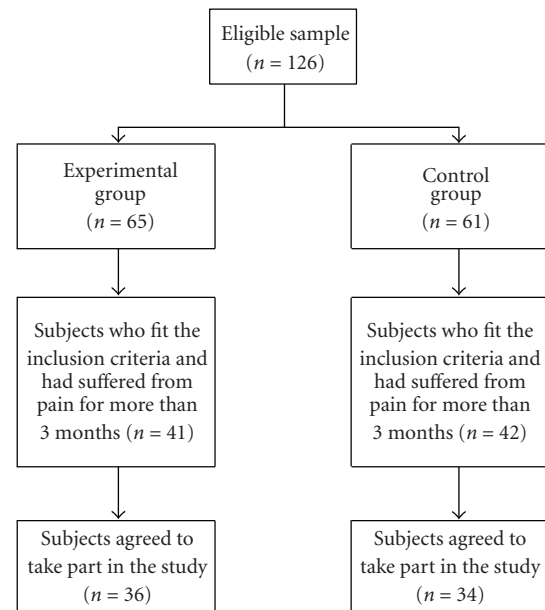 Eligible sample
(n = 126)
Experimental
group
(n = 65)
Control
group
(n = 61)
Subjects who fit the
inclusion criteria and
had suffered from
pain for more than
3 months (n = 41)
Subjects who fit the
inclusion criteria and
had suffered from
pain for more than
3 months (n = 42)
Subjects agreed to
take part in the study
(n = 36)
Subjects agreed to
take part in the study
(n = 34)